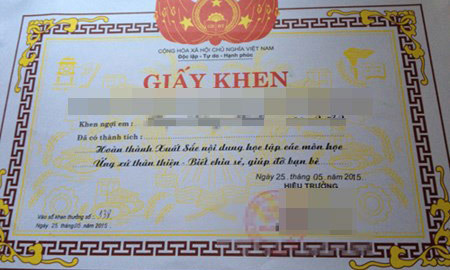 CỘNG HÒA XÃ HỘI CHỦ NGHĨA VIỆT NAM
Độc lập - Tự do - Hạnh phúc
GIẤY KHEN
Khen ngợi em :
Đã có thành tích :
Hoàn thành Xuất Sắc nội dung học tập các môn học
Ứng xử thân thiện - Biết chia sẻ, giúp đỡ bạn bè
Ngày 25 . tháng 05 . năm 2015.
HIỆU TRƯỞNG
Vào sổ khen thưởng số :
Ngày 25 . tháng 05 . năm 2015 .